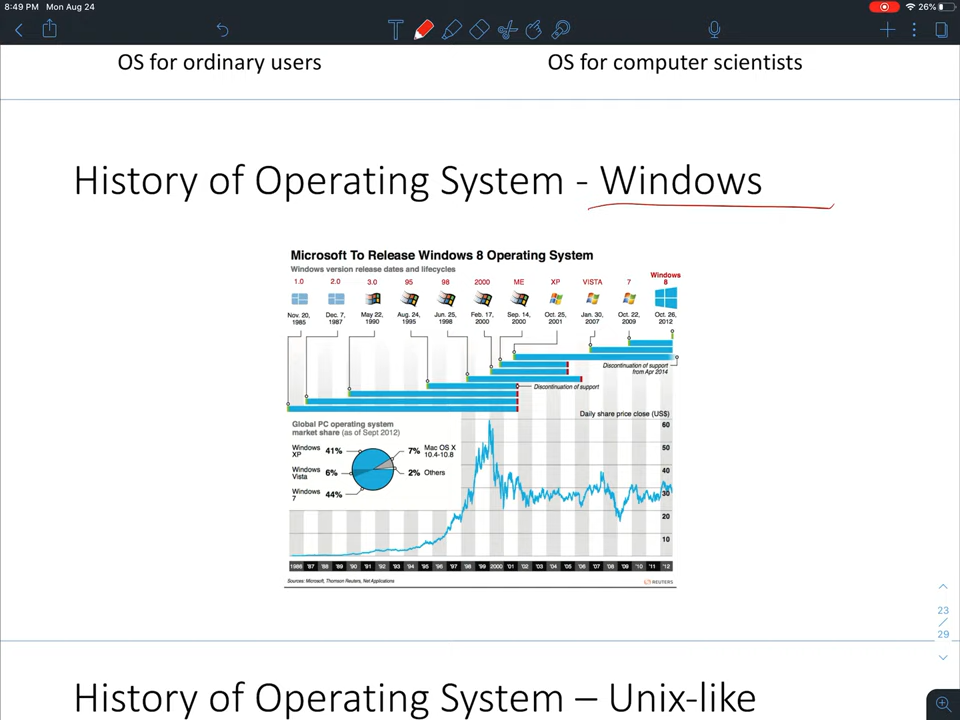 8:49 PM Mon Aug 24
26%
OS for ordinary users
OS for computer scientists
History of Operating System - Windows
Microsoft To Release Windows 8 Operating System
Windows version release dates and lifecycles
1.0 2.0 3.0 95 98 2000 ME XP VISTA 7 Windows 8
Nov. 20, 1985
Dec. 7, 1987
May 22, 1990
Aug. 24, 1995
Jun. 25, 1998
Feb. 17, 2000
Sep. 14, 2000
Oct. 25, 2001
Jan. 30, 2007
Oct. 22, 2009
Oct. 26, 2012
Discontinuation of support
from Apr 2014
Discontinuation of support
Daily share price close (US$)
Global PC operating system
market share (as of Sept 2012)
Windows XP 41%
Windows Vista 6%
Windows 7 44%
7% Mac OS X 10.4-10.8
2% Others
60
50
40
30
20
10
1986 '87 '88 '89 '90 '91 '92 '93 '94 '95 '96 '97 '98 '99 2000 '01 '02 '03 '04 '05 '06 '07 '08 '09 '10 '11 '12
Sources: Microsoft, Thomson Reuters, Net Applications
REUTERS
23
/
29
History of Operating System – Unix-like